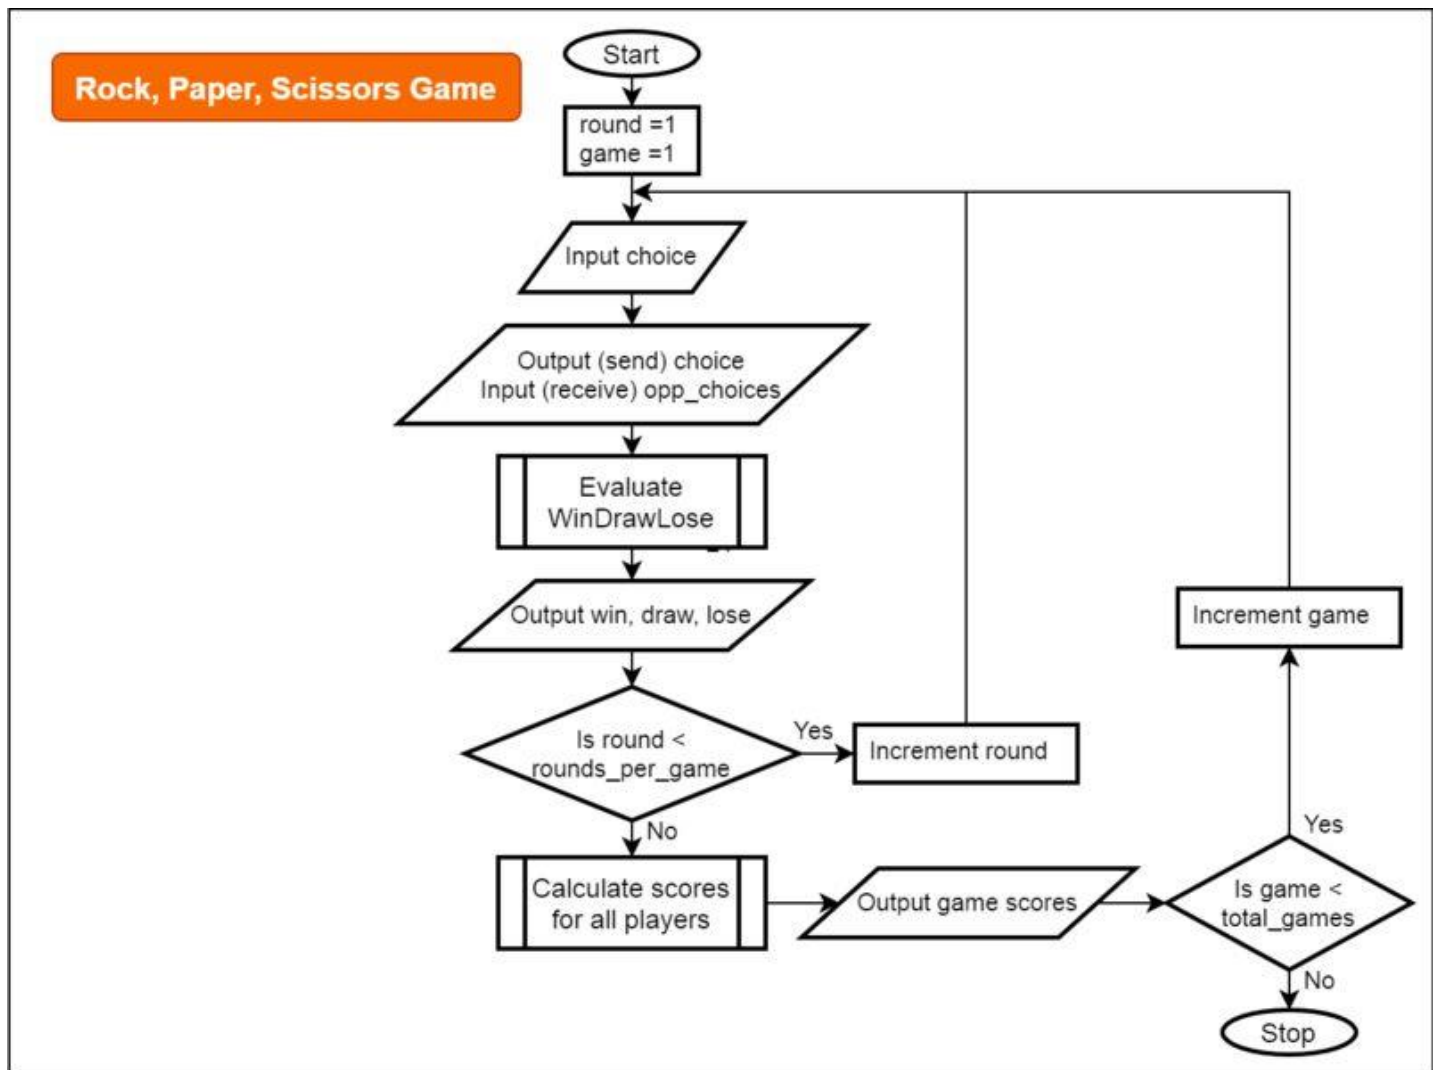 Rock, Paper, Scissors Game
Start
round =1
game =1
Input choice
Output (send) choice
Input (receive) opp_choices
Evaluate
WinDrawLose
Output win, draw, lose
Is round <
rounds_per_game
Yes
Increment round
No
Calculate scores
for all players
Output game scores
Is game <
total_games
Yes
Increment game
No
Stop